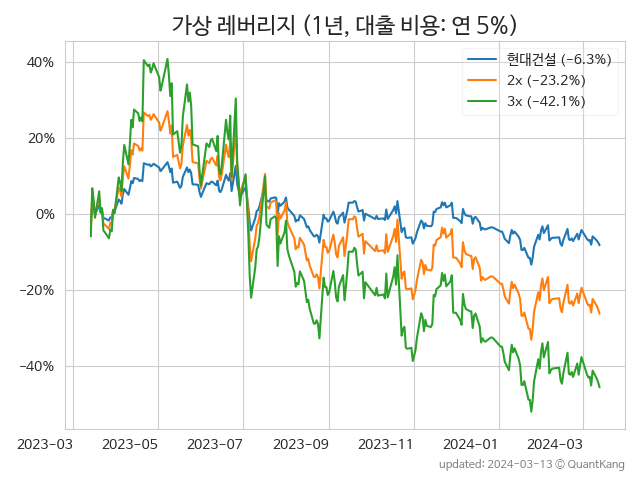 가상 레버리지 (1년, 대출 비용: 연 5%)
현대건설 (−6.3%)
2x (−23.2%)
3x (−42.1%)
40%
20%
0%
−20%
−40%
2023-03 2023-05 2023-07 2023-09 2023-11 2024-01 2024-03
updated: 2024-03-13 © QuantKang